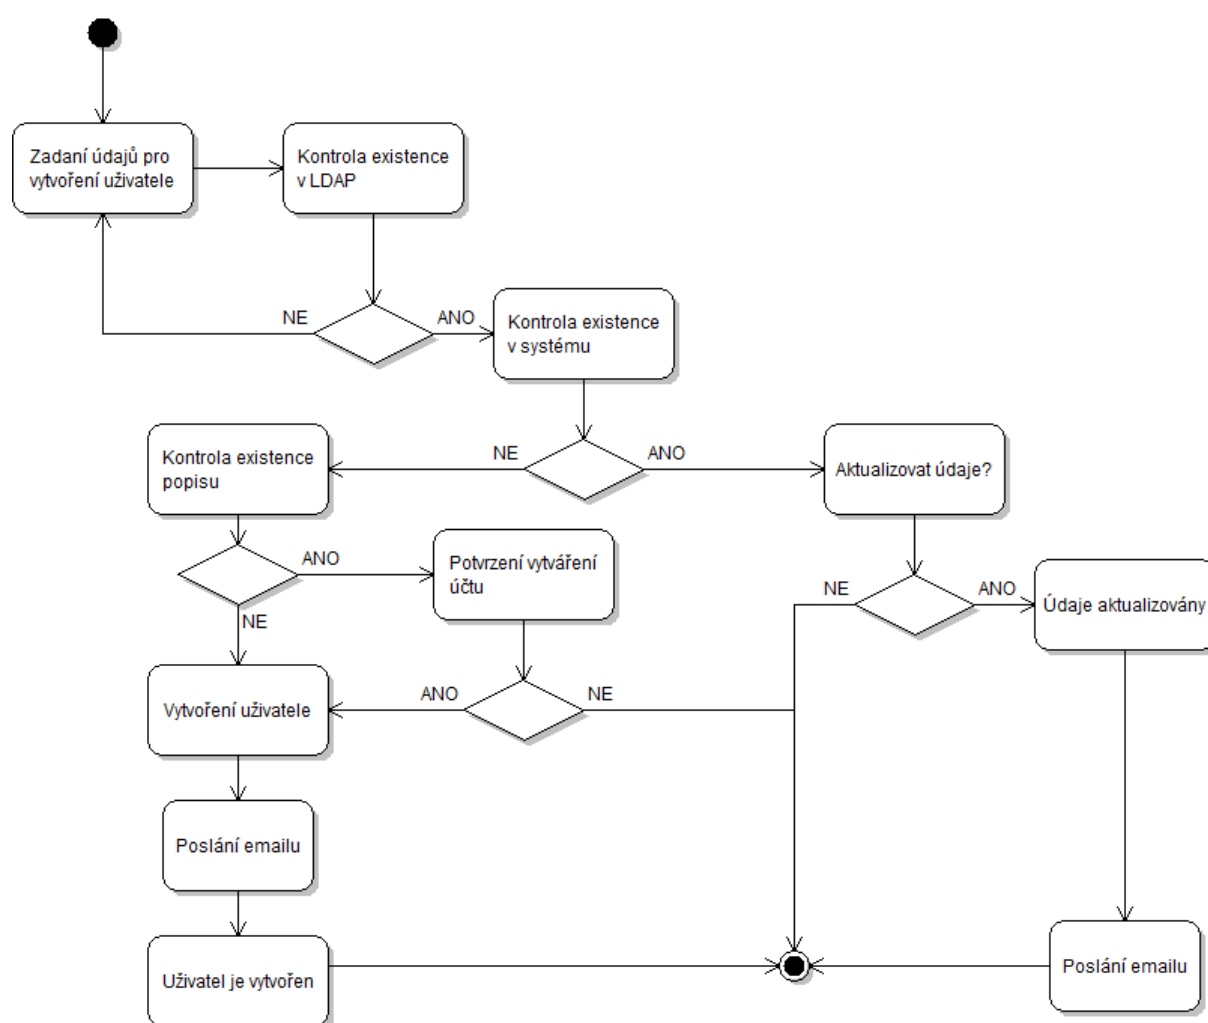 Zadaní údajů pro
vytvoření uživatele
Kontrola existence
v LDAP
NE
ANO
Kontrola existence
v systému
Kontrola existence
popisu
NE
ANO
Aktualizovat údaje?
ANO
Potvrzení vytváření
účtu
NE
NE
ANO
Údaje aktualizovány
Vytvoření uživatele
ANO
NE
Poslání emailu
Uživatel je vytvořen
Poslání emailu